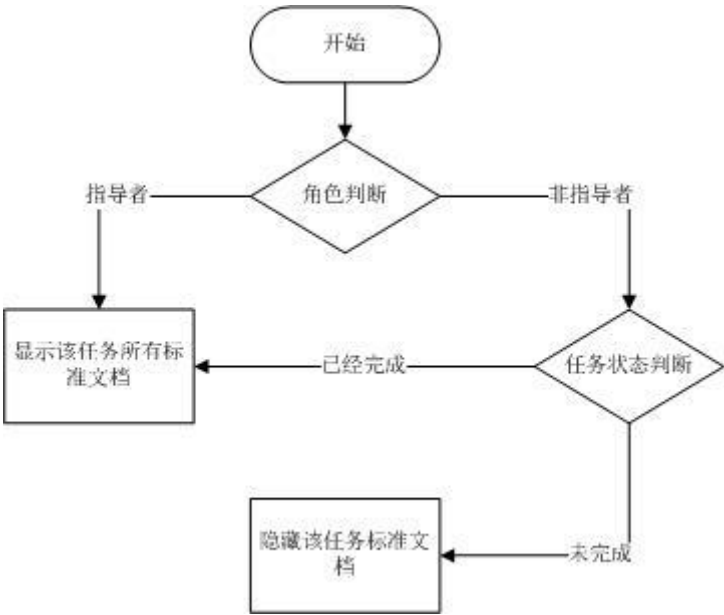 开始
指导者
角色判断
非指导者
显示该任务所有标
准文档
已经完成
任务状态判断
隐藏该任务标准文
档
未完成